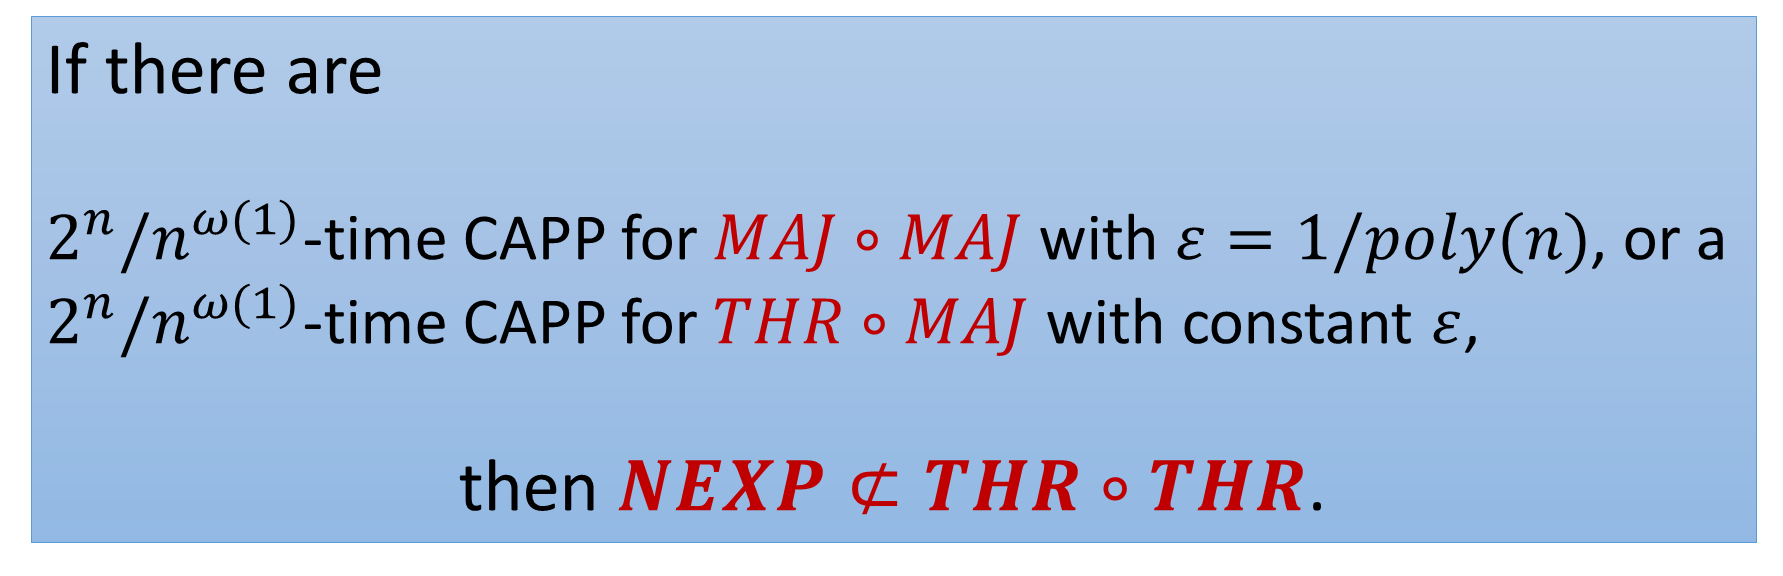 If there are
2^n/n^ω(1)-time CAPP for MAJ ∘ MAJ with ε = 1/poly(n), or a
2^n/n^ω(1)-time CAPP for THR ∘ MAJ with constant ε,
then NEXP ⊄ THR ∘ THR.